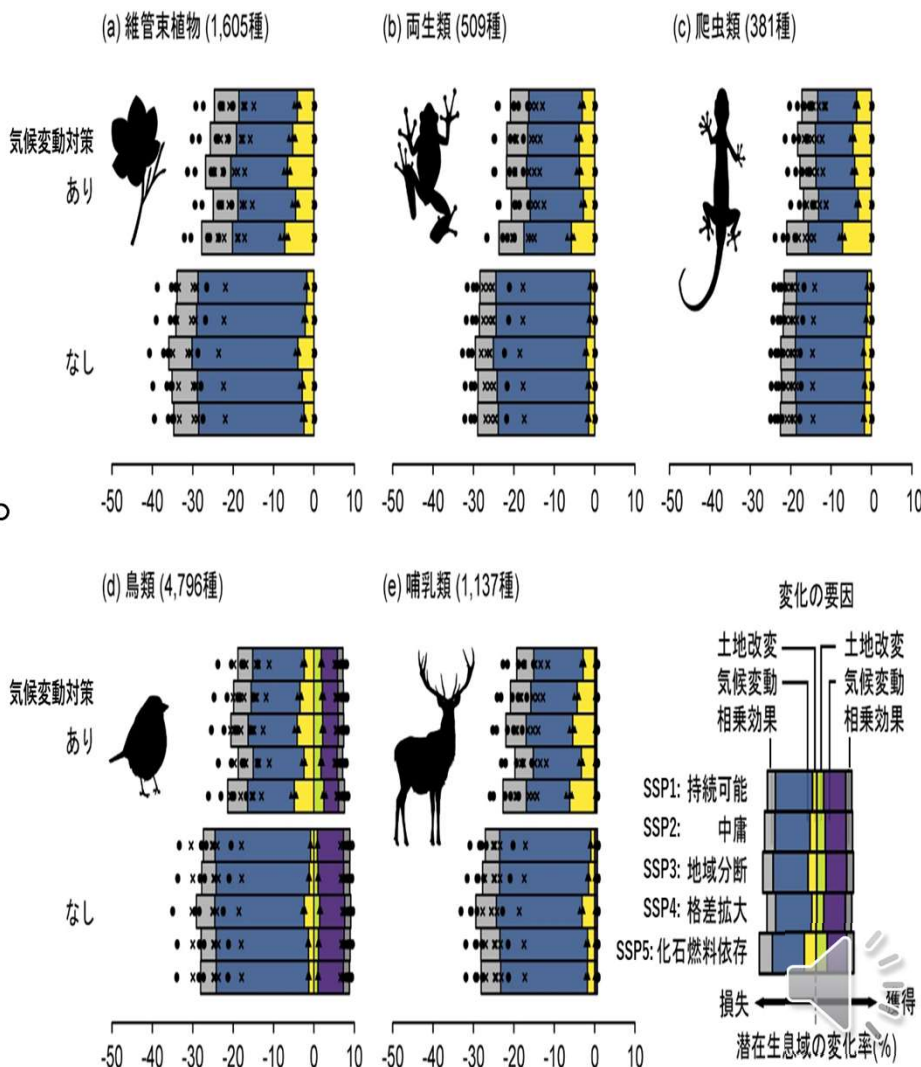 (a) 維管束植物 (1,605種)
(b) 両生類 (509種)
(c) 爬虫類 (381種)
気候変動対策
あり
なし
-50 -40 -30 -20 -10 0 10
-50 -40 -30 -20 -10 0 10
-50 -40 -30 -20 -10 0 10
(d) 鳥類 (4,796種)
(e) 哺乳類 (1,137種)
気候変動対策
あり
なし
-50 -40 -30 -20 -10 0 10
-50 -40 -30 -20 -10 0 10
変化の要因
土地改変 土地改変
気候変動 気候変動
相乗効果 相乗効果
SSP1: 持続可能
SSP2: 中庸
SSP3: 地域分断
SSP4: 格差拡大
SSP5: 化石燃料依存
損失 獲得
潜在生息域の変化率(%)